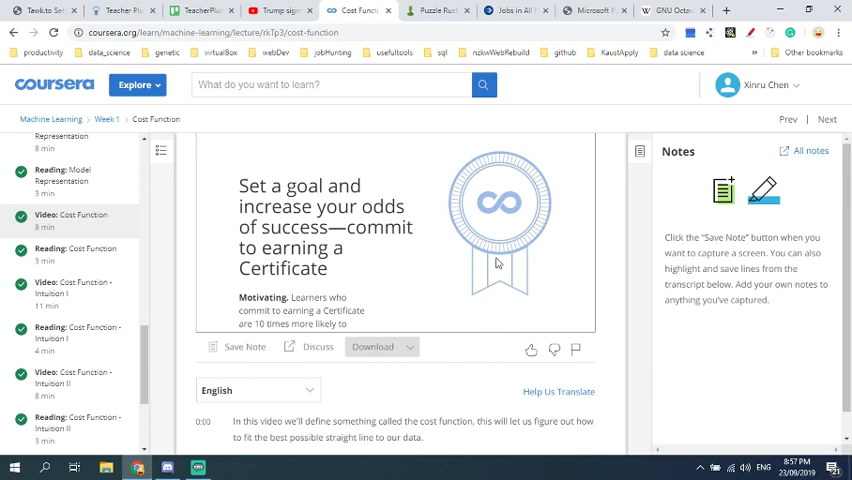 Tawk.to Se
Teacher Plu
TeacherPlus
Trump sign
Cost Functi
Puzzle Rush
Jobs in All
Microsoft P
GNU Octav
coursera.org/learn/machine-learning/lecture/rkTp3/cost-function
productivity
data_science
genetic
virtualBox
webDev
jobHunting
usefultools
sql
nzkwWebRebuild
github
KaustApply
data science
Other bookmarks
coursera
Explore
What do you want to learn?
Xinru Chen
Machine Learning
Week 1
Cost Function
Prev
Next
Representation
8 min
Reading: Model
Representation
3 min
Video: Cost Function
8 min
Reading: Cost Function
3 min
Video: Cost Function -
Intuition I
11 min
Reading: Cost Function -
Intuition I
4 min
Video: Cost Function -
Intuition II
8 min
Reading: Cost Function -
Intuition II
3 min
Set a goal and
increase your odds
of success—commit
to earning a
Certificate
Motivating. Learners who
commit to earning a Certificate
are 10 times more likely to
Save Note
Discuss
Download
English
Help Us Translate
0:00 In this video we'll define something called the cost function, this will let us figure out how
to fit the best possible straight line to our data.
Notes
All notes
Click the "Save Note" button when you
want to capture a screen. You can also
highlight and save lines from the
transcript below. Add your own notes to
anything you've captured.
ENG
8:57 PM
23/09/2019
21